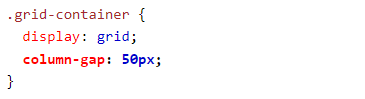 .grid-container {
  display: grid;
  column-gap: 50px;
}